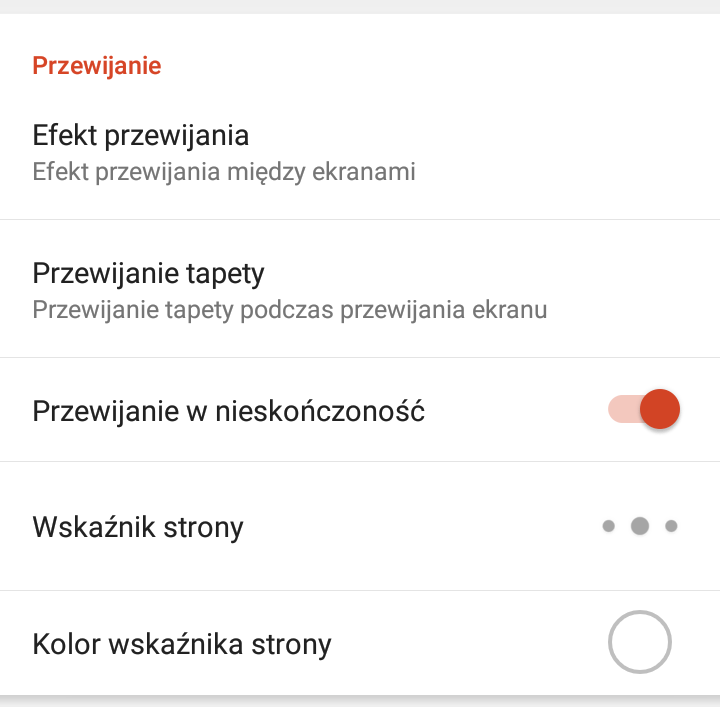 Przewijanie
Efekt przewijania
Efekt przewijania między ekranami
Przewijanie tapety
Przewijanie tapety podczas przewijania ekranu
Przewijanie w nieskończoność
Wskaźnik strony
Kolor wskaźnika strony